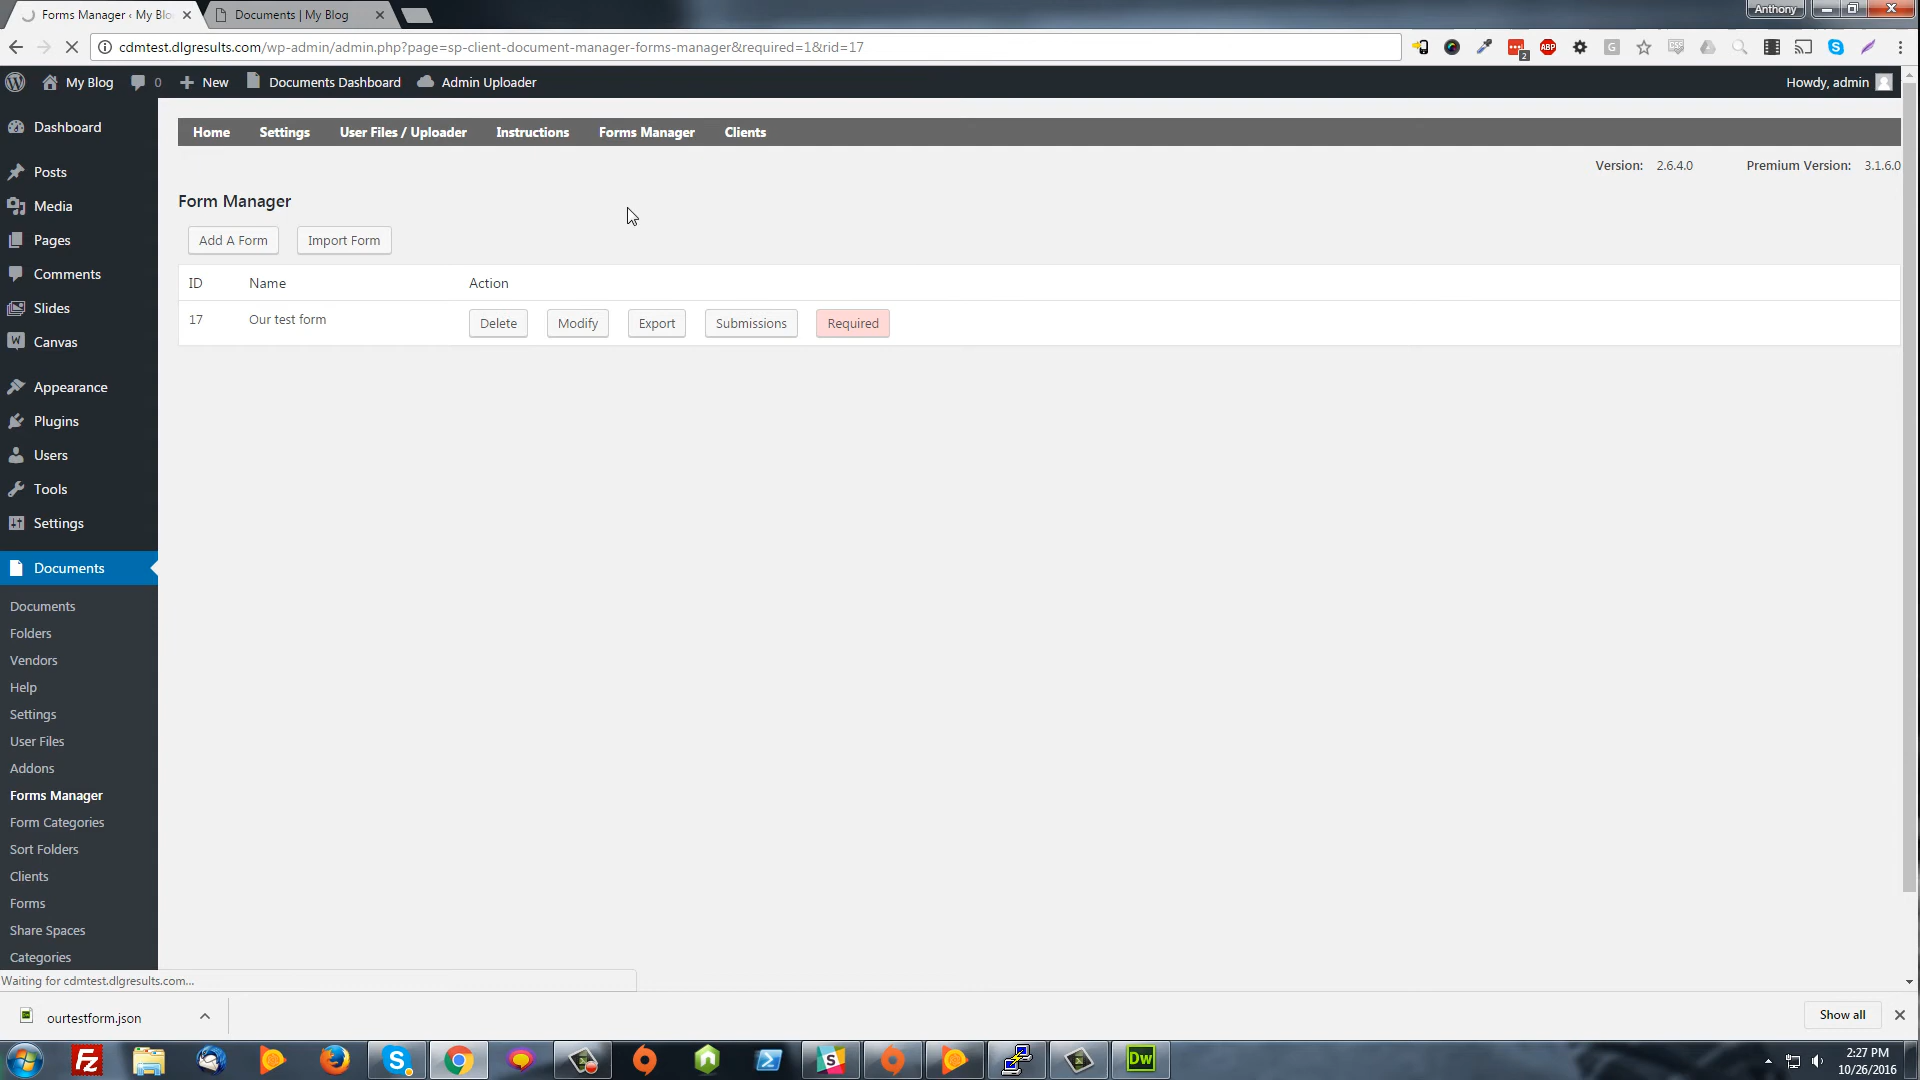 Forms Manager ‹ My Blo
Documents | My Blog
Anthony
cdmtest.dlgresults.com/wp-admin/admin.php?page=sp-client-document-manager-forms-manager&required=1&rid=17
2
ABP
G
CSS
My Blog
0
New
Documents Dashboard
Admin Uploader
Howdy, admin
Dashboard
Posts
Media
Pages
Comments
Slides
Canvas
Appearance
Plugins
Users
Tools
Settings
Documents
Documents
Folders
Vendors
Help
Settings
User Files
Addons
Forms Manager
Form Categories
Sort Folders
Clients
Forms
Share Spaces
Categories
Home
Settings
User Files / Uploader
Instructions
Forms Manager
Clients
Version: 2.6.4.0
Premium Version: 3.1.6.0
Form Manager
Add A Form
Import Form
ID Name Action
17 Our test form Delete Modify Export Submissions Required
Waiting for cdmtest.dlgresults.com...
ourtestform.json
Show all
Fz
Dw
2:27 PM
10/26/2016